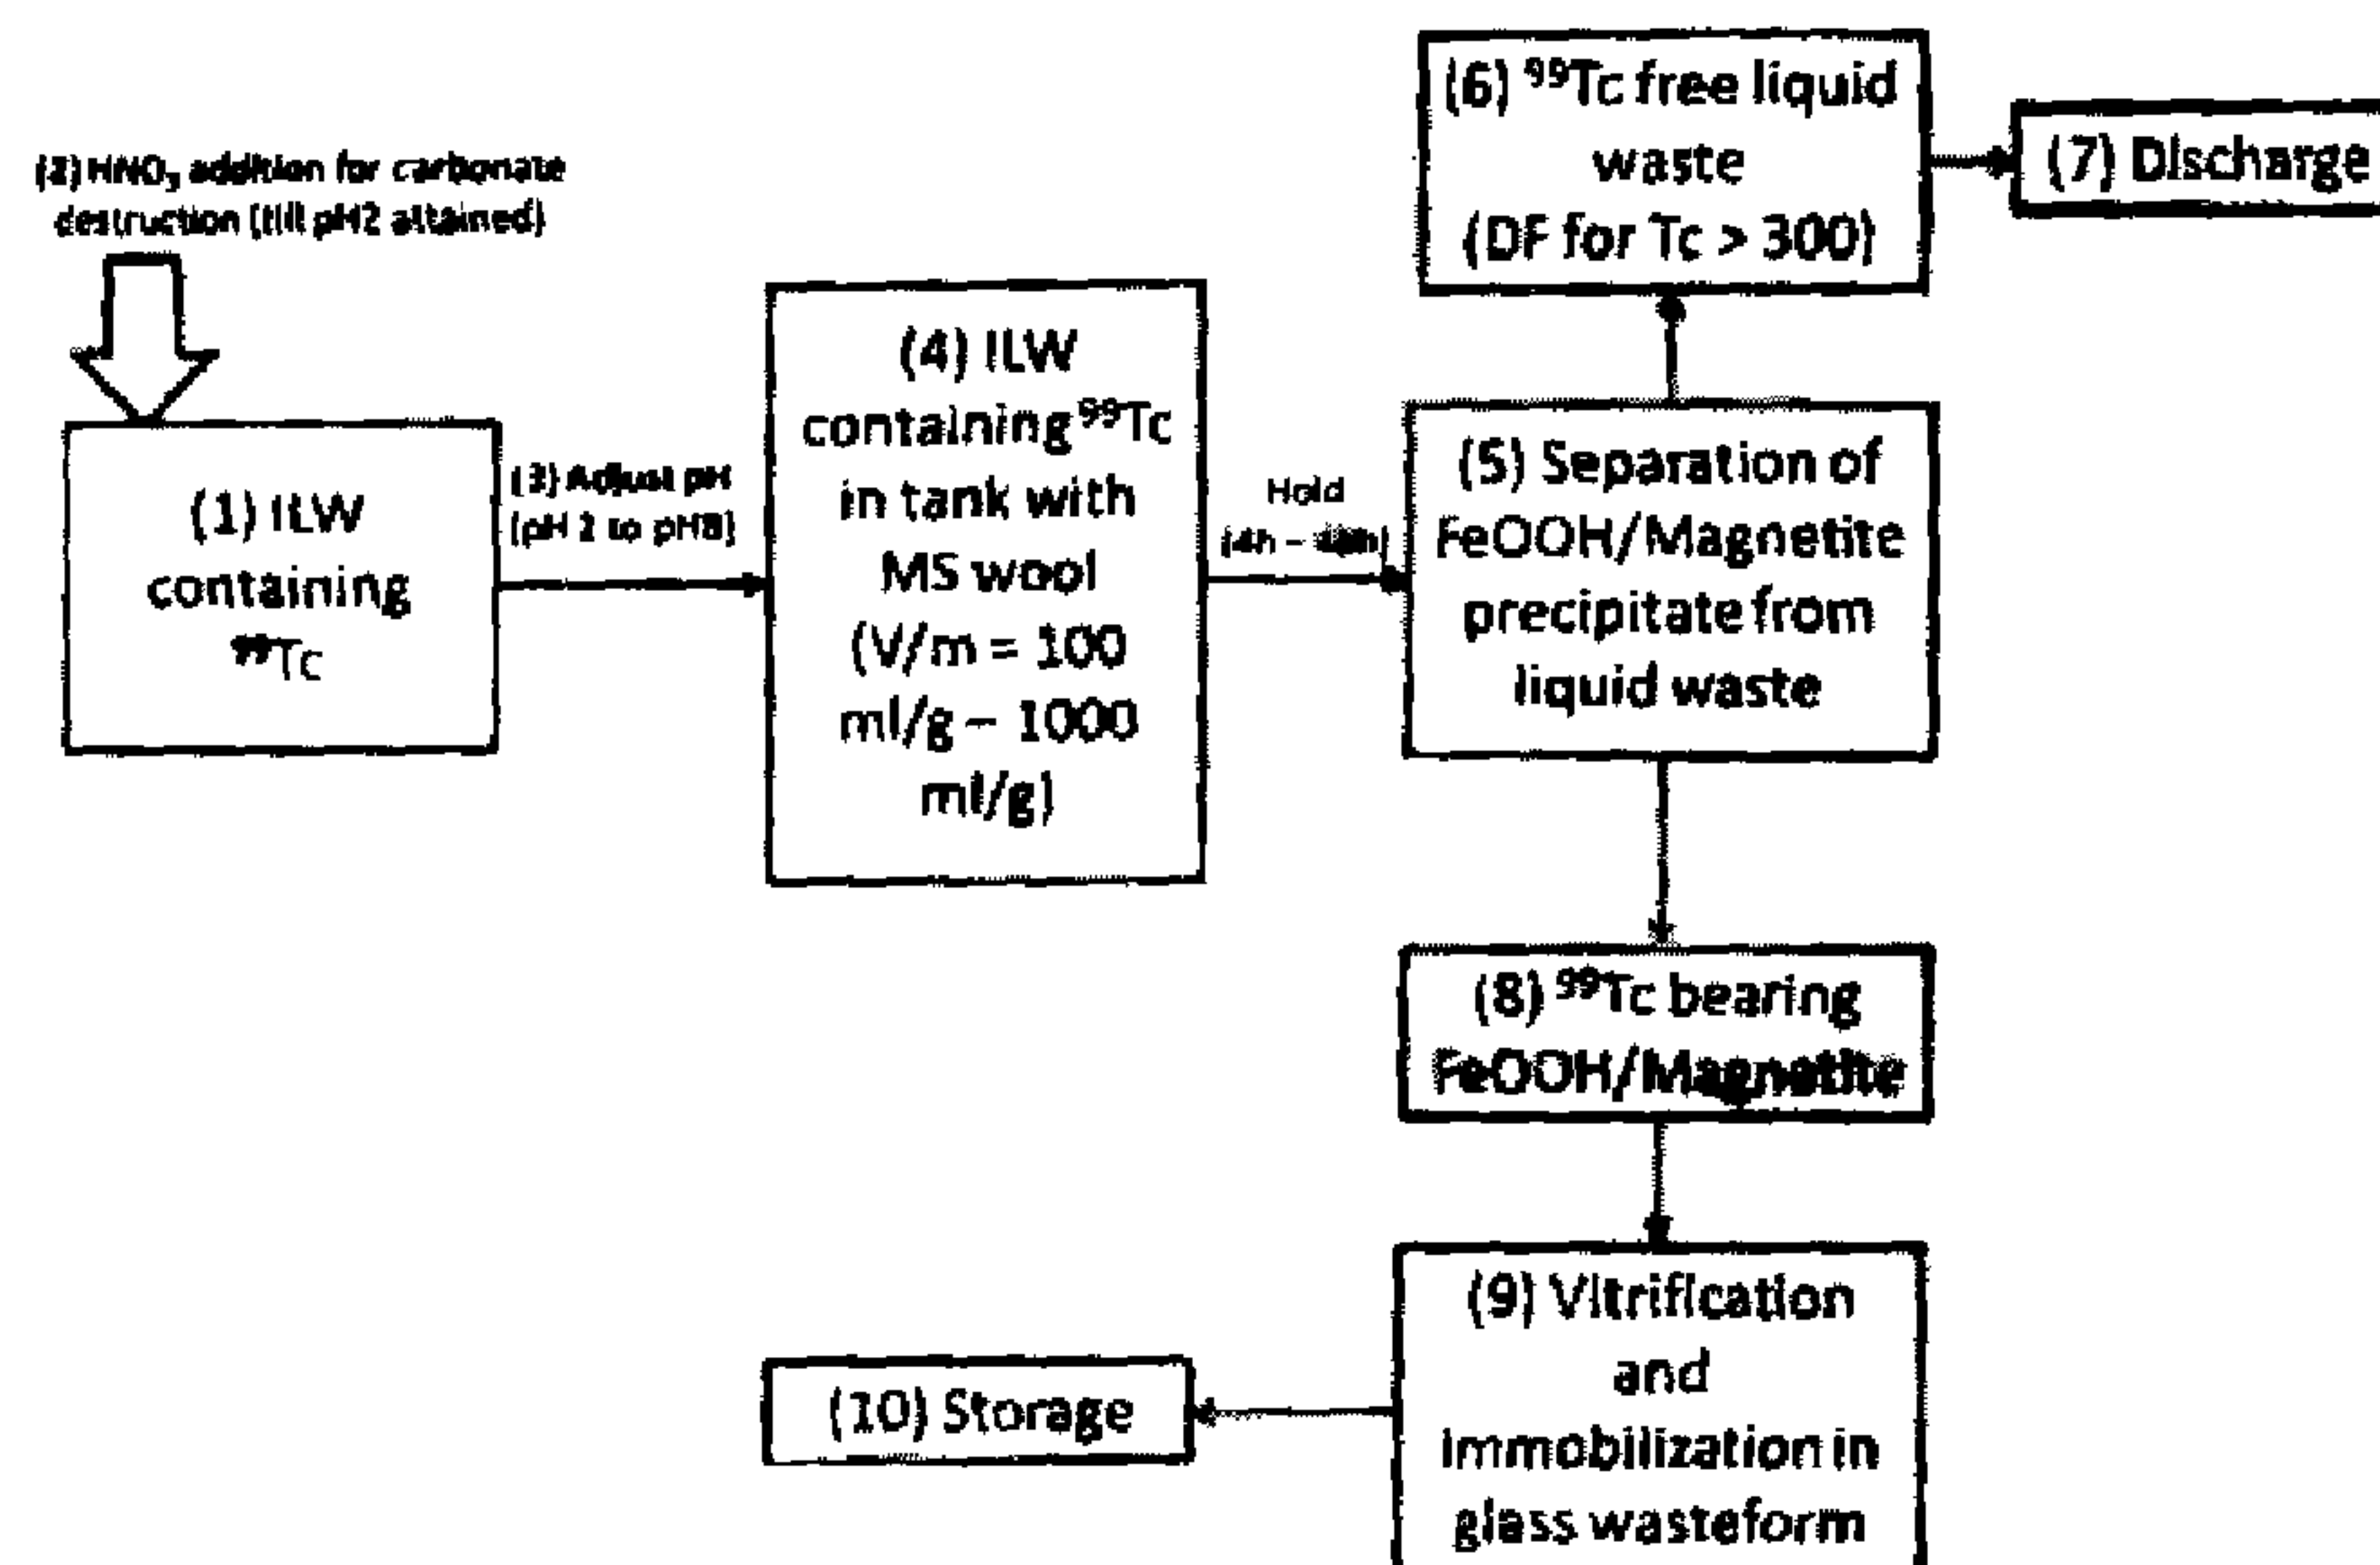 (2) HNO₃ addition for carbonate
destruction (till pH2 attained)
(1) ILW
containing
⁹⁹Tc
(3) Adjust pH
(pH 2 to pH8)
(4) ILW
containing ⁹⁹Tc
in tank with
MS wool
(V/m = 100
ml/g – 1000
ml/g)
Hold
(4h –
(5) Separation of
FeOOH/Magnetite
precipitate from
liquid waste
(6) ⁹⁹Tc free liquid
waste
(DF for Tc > 300)
(7) Discharge
(8) ⁹⁹Tc bearing
FeOOH/Magnetite
(9) Vitrification
and
immobilization in
glass wasteform
(10) Storage